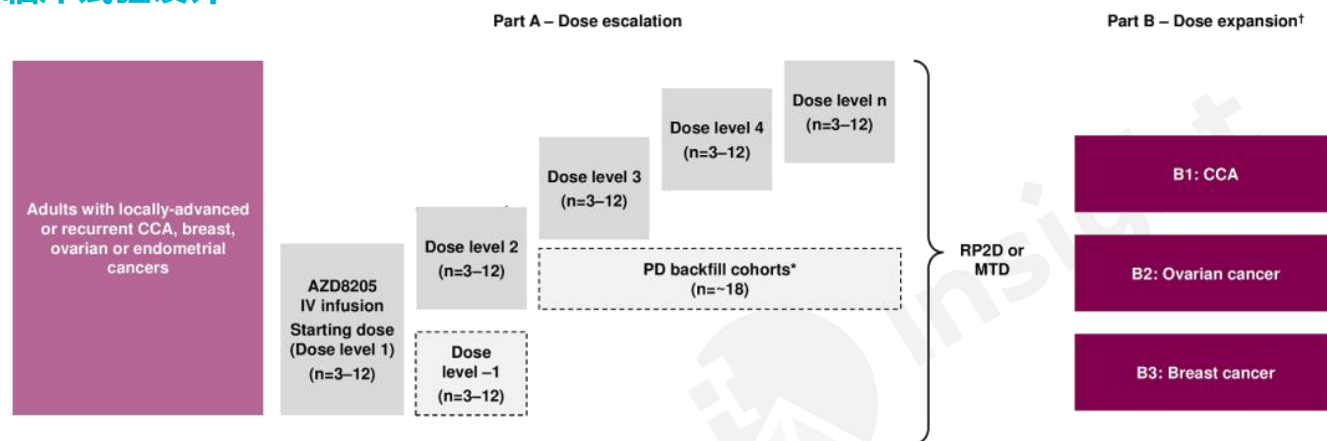 Part A – Dose escalation
Part B – Dose expansion†
Adults with locally-advanced
or recurrent CCA, breast,
ovarian or endometrial
cancers
AZD8205
IV infusion
Starting dose
(Dose level 1)
(n=3–12)
Dose level 2
(n=3–12)
Dose
level –1
(n=3–12)
Dose level 3
(n=3–12)
Dose level 4
(n=3–12)
Dose level n
(n=3–12)
PD backfill cohorts*
(n=~18)
RP2D or
MTD
B1: CCA
B2: Ovarian cancer
B3: Breast cancer
Insight